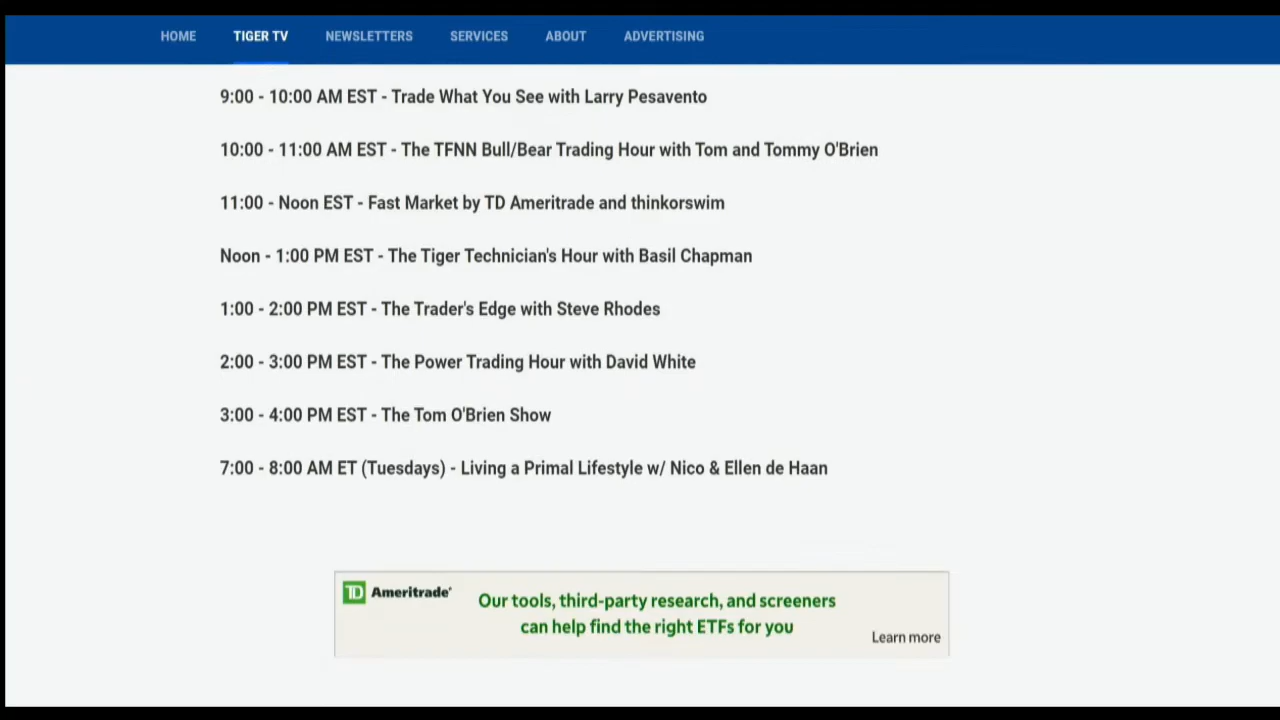 HOME TIGER TV NEWSLETTERS SERVICES ABOUT ADVERTISING
9:00 - 10:00 AM EST - Trade What You See with Larry Pesavento
10:00 - 11:00 AM EST - The TFNN Bull/Bear Trading Hour with Tom and Tommy O'Brien
11:00 - Noon EST - Fast Market by TD Ameritrade and thinkorswim
Noon - 1:00 PM EST - The Tiger Technician's Hour with Basil Chapman
1:00 - 2:00 PM EST - The Trader's Edge with Steve Rhodes
2:00 - 3:00 PM EST - The Power Trading Hour with David White
3:00 - 4:00 PM EST - The Tom O'Brien Show
7:00 - 8:00 AM ET (Tuesdays) - Living a Primal Lifestyle w/ Nico & Ellen de Haan
TD Ameritrade
Our tools, third-party research, and screeners
can help find the right ETFs for you
Learn more